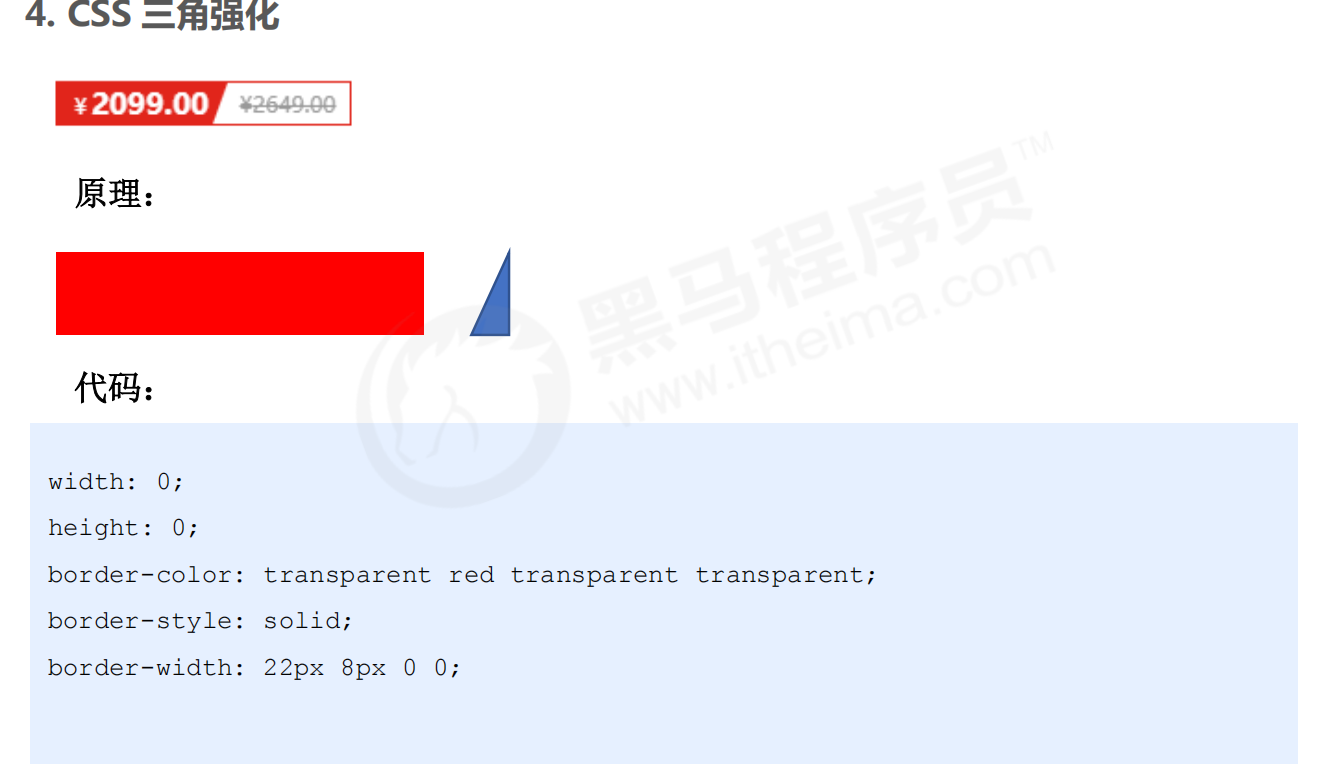 4. CSS 三角强化
¥2099.00 ¥2649.00
原理：
黑马程序员™
www.itheima.com
代码：
width: 0;
height: 0;
border-color: transparent red transparent transparent;
border-style: solid;
border-width: 22px 8px 0 0;